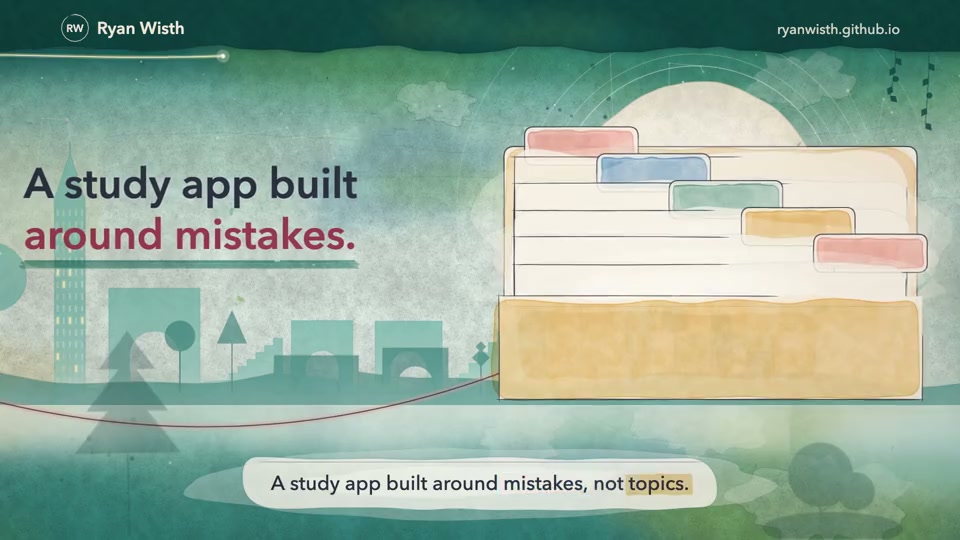 RW Ryan Wisth
ryanwisth.github.io
A study app built
around mistakes.
A study app built around mistakes, not topics.